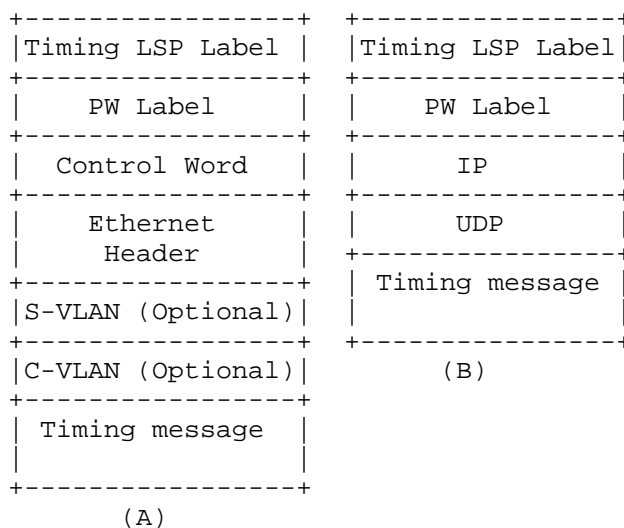 Timing LSP Label
PW Label
Control Word
Ethernet
Header
S-VLAN (Optional)
C-VLAN (Optional)
Timing message
(A)
Timing LSP Label
PW Label
IP
UDP
Timing message
(B)